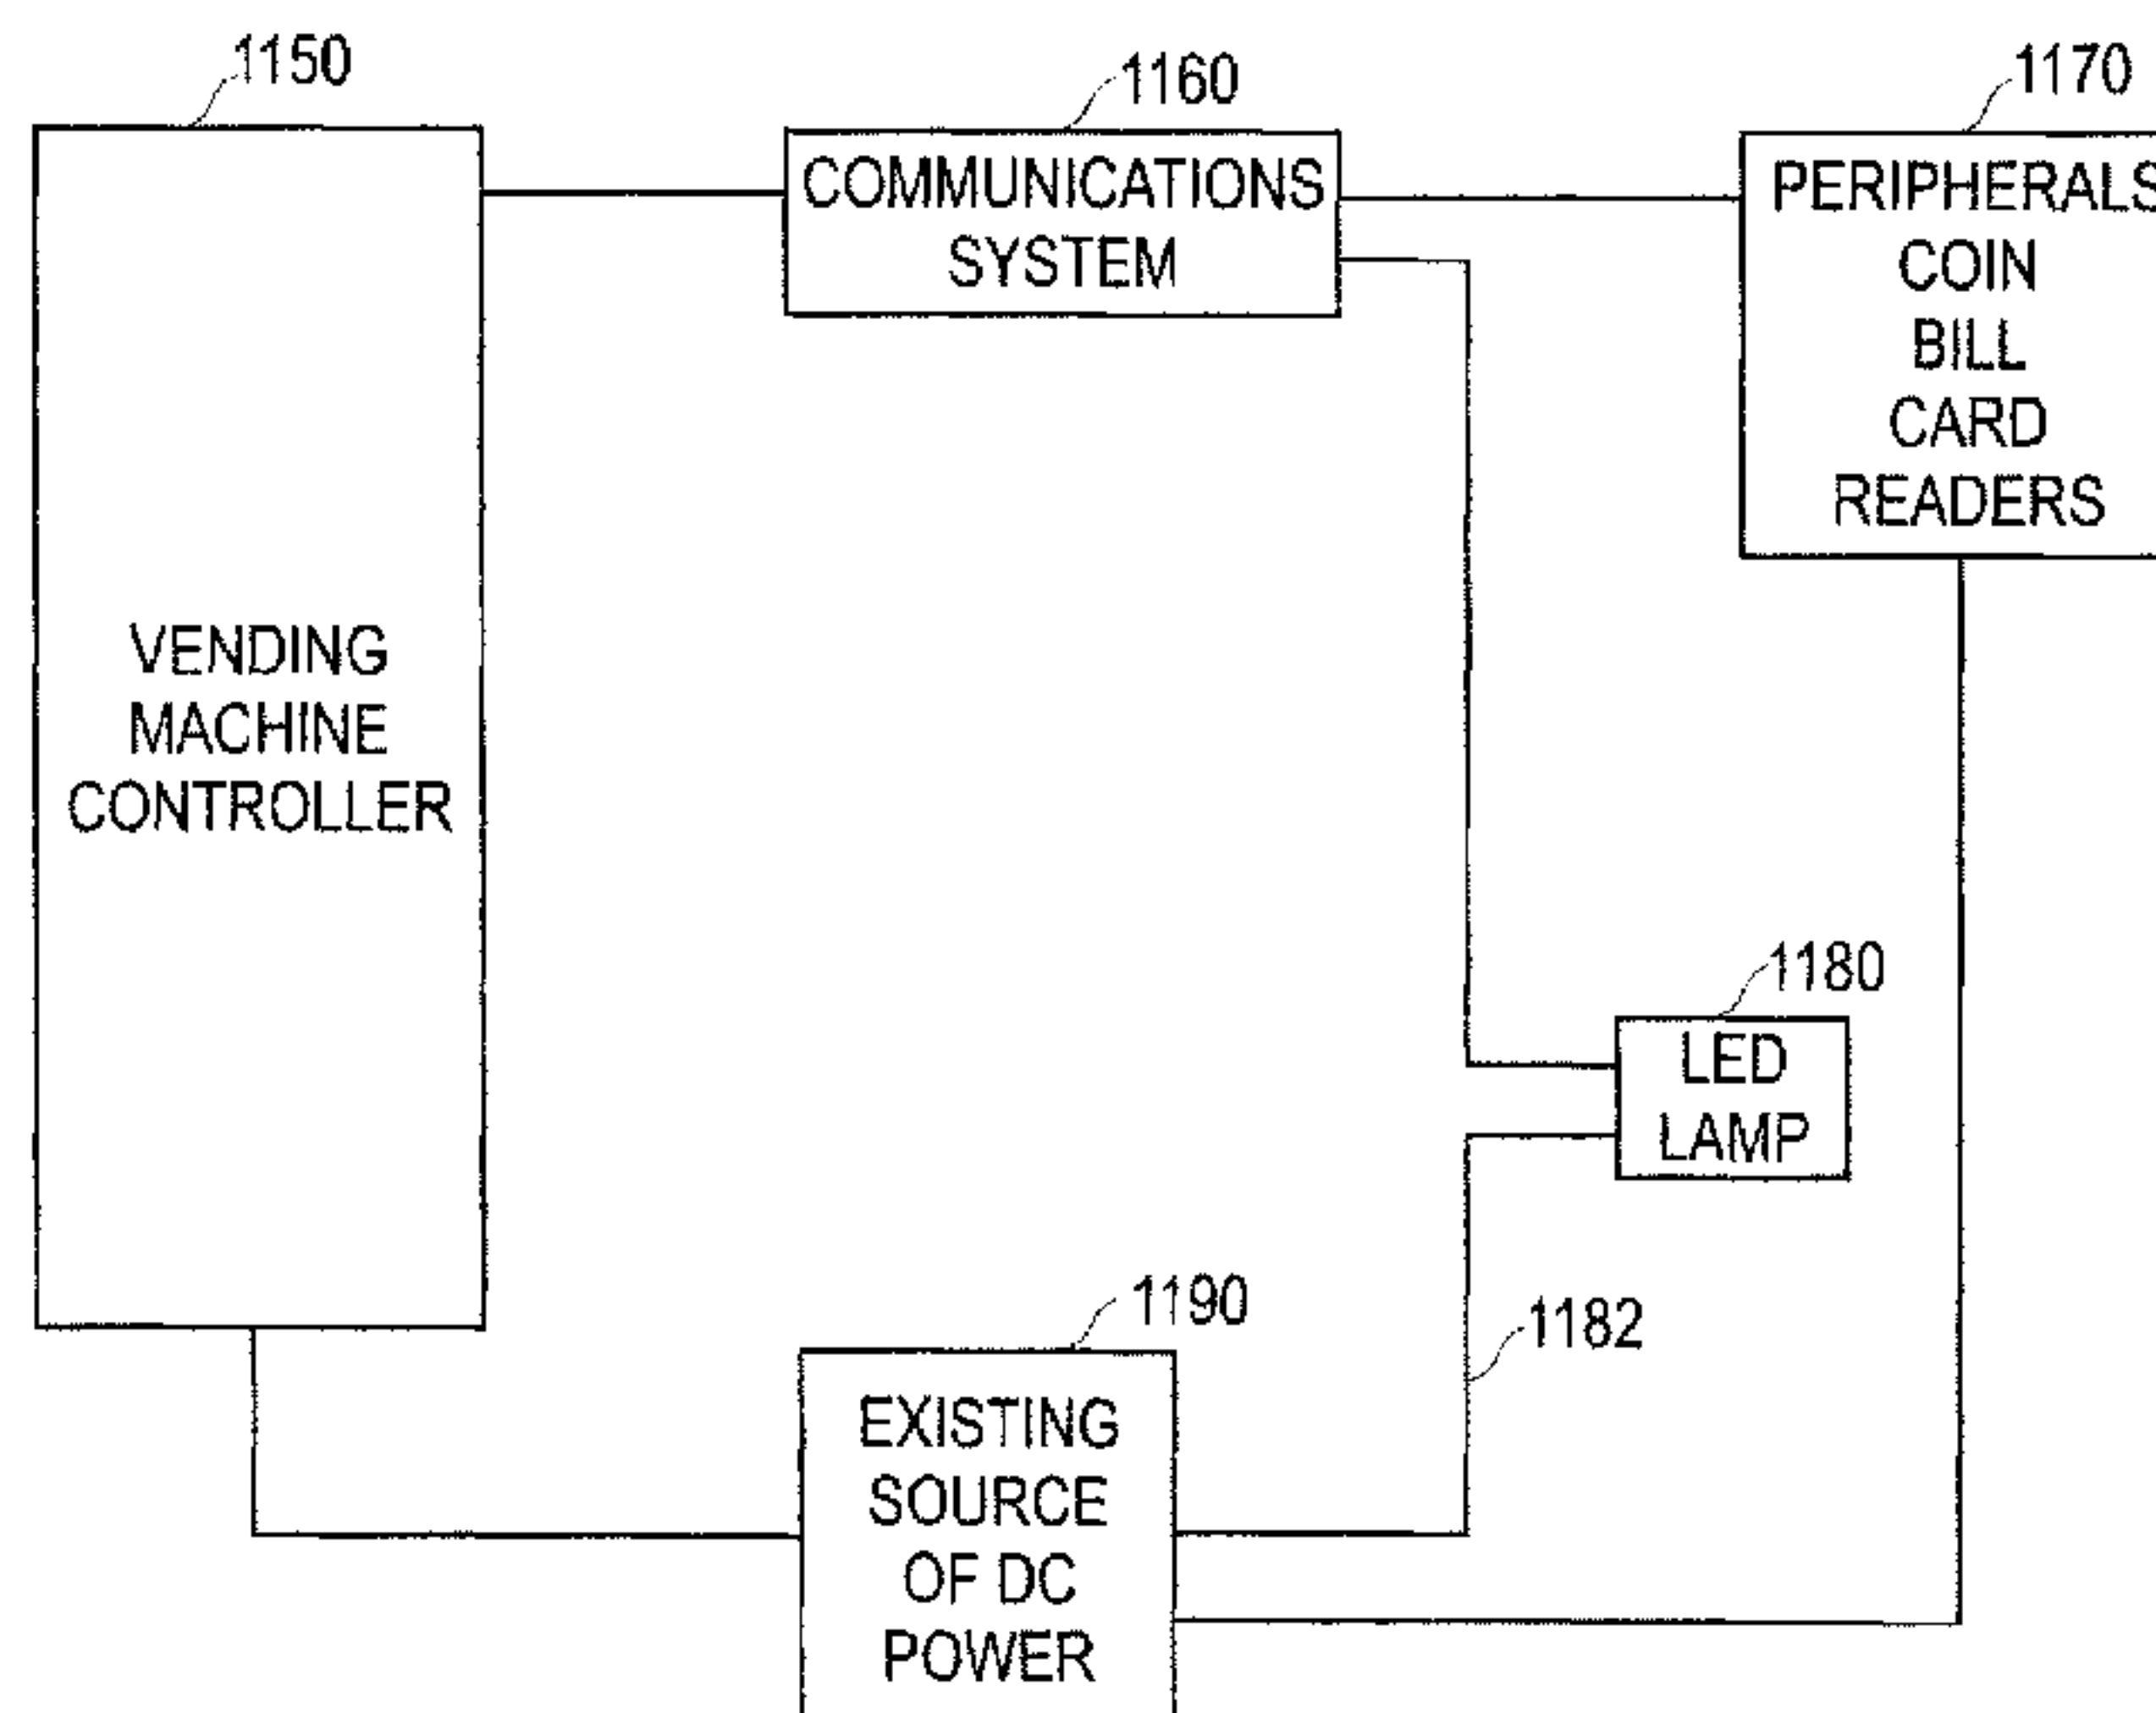 1150
1160
1170
COMMUNICATIONS
SYSTEM
PERIPHERALS
COIN
BILL
CARD
READERS
VENDING
MACHINE
CONTROLLER
1180
LED
LAMP
1190
1182
EXISTING
SOURCE
OF DC
POWER